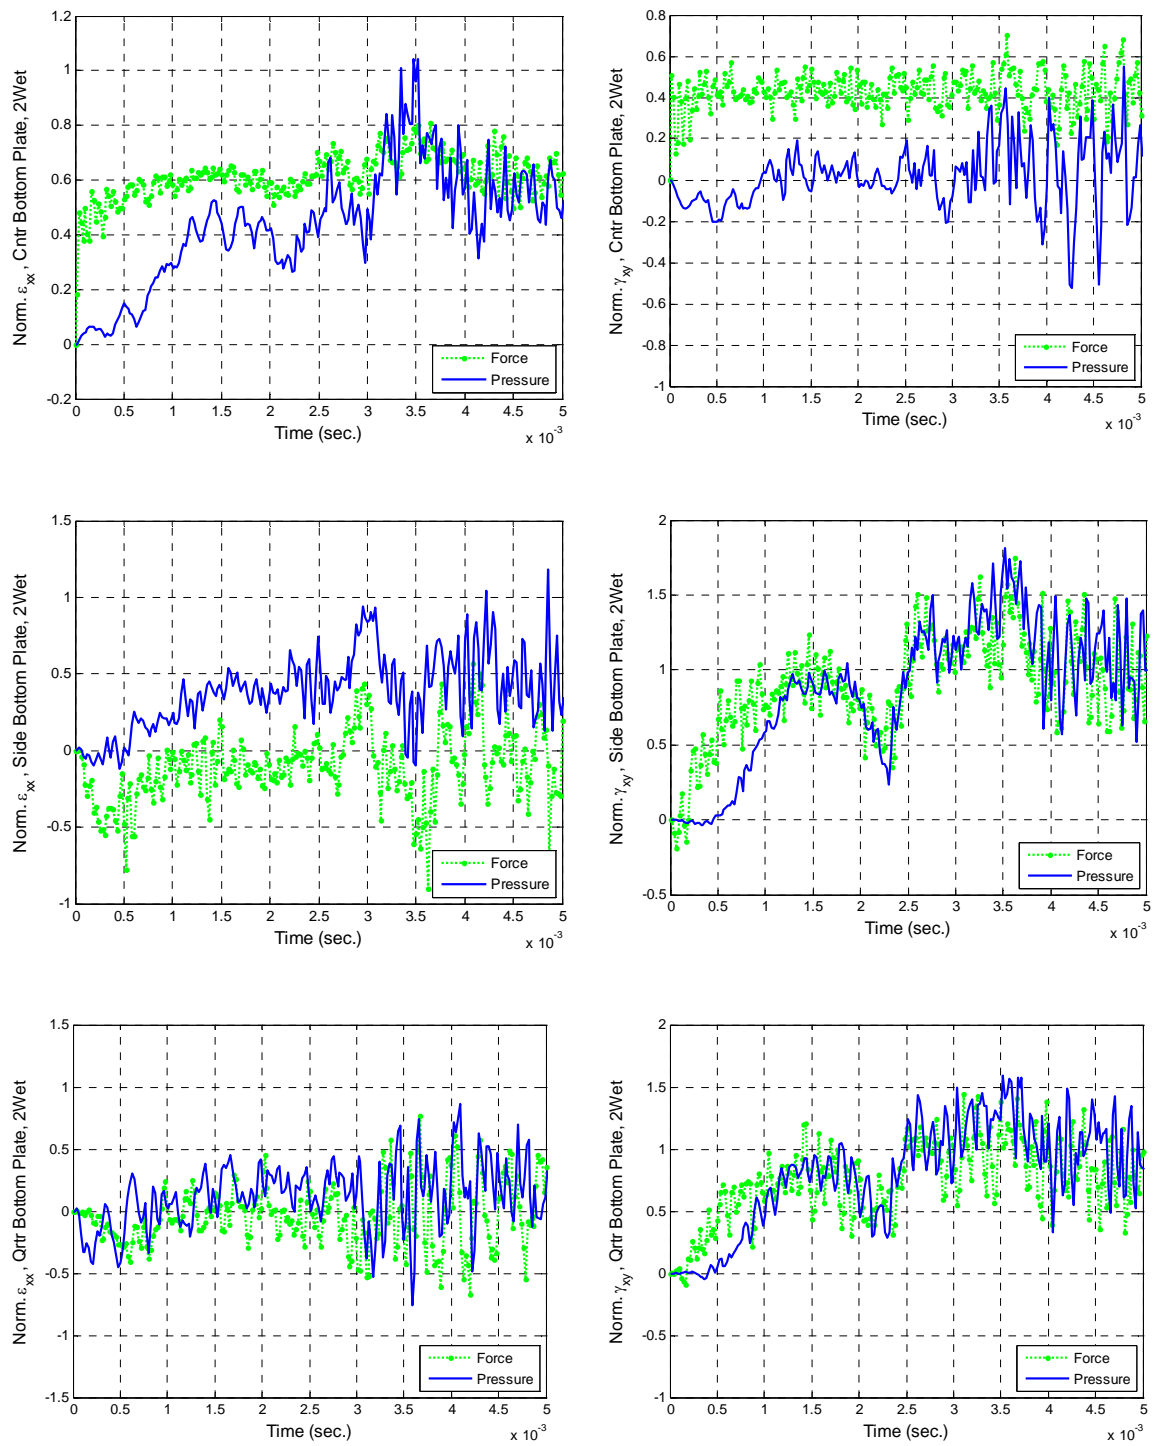 1.2
1
0.8
0.6
0.4
0.2
0
-0.2
0 0.5 1 1.5 2 2.5 3 3.5 4 4.5 5
Norm. εxx , Cntr Bottom Plate, 2Wet
Time (sec.)
x 10-3
Force
Pressure
0.8
0.6
0.4
0.2
0
-0.2
-0.4
-0.6
-0.8
-1
0 0.5 1 1.5 2 2.5 3 3.5 4 4.5 5
Norm. γxy , Cntr Bottom Plate, 2Wet
Time (sec.)
x 10-3
Force
Pressure
1.5
1
0.5
0
-0.5
-1
0 0.5 1 1.5 2 2.5 3 3.5 4 4.5 5
Norm. εxx , Side Bottom Plate, 2Wet
Time (sec.)
x 10-3
Force
Pressure
2
1.5
1
0.5
0
-0.5
0 0.5 1 1.5 2 2.5 3 3.5 4 4.5 5
Norm. γxy , Side Bottom Plate, 2Wet
Time (sec.)
x 10-3
Force
Pressure
1.5
1
0.5
0
-0.5
-1
-1.5
0 0.5 1 1.5 2 2.5 3 3.5 4 4.5 5
Norm. εxx , Qrtr Bottom Plate, 2Wet
Time (sec.)
x 10-3
Force
Pressure
2
1.5
1
0.5
0
-0.5
-1
0 0.5 1 1.5 2 2.5 3 3.5 4 4.5 5
Norm. γxy , Qrtr Bottom Plate, 2Wet
Time (sec.)
x 10-3
Force
Pressure